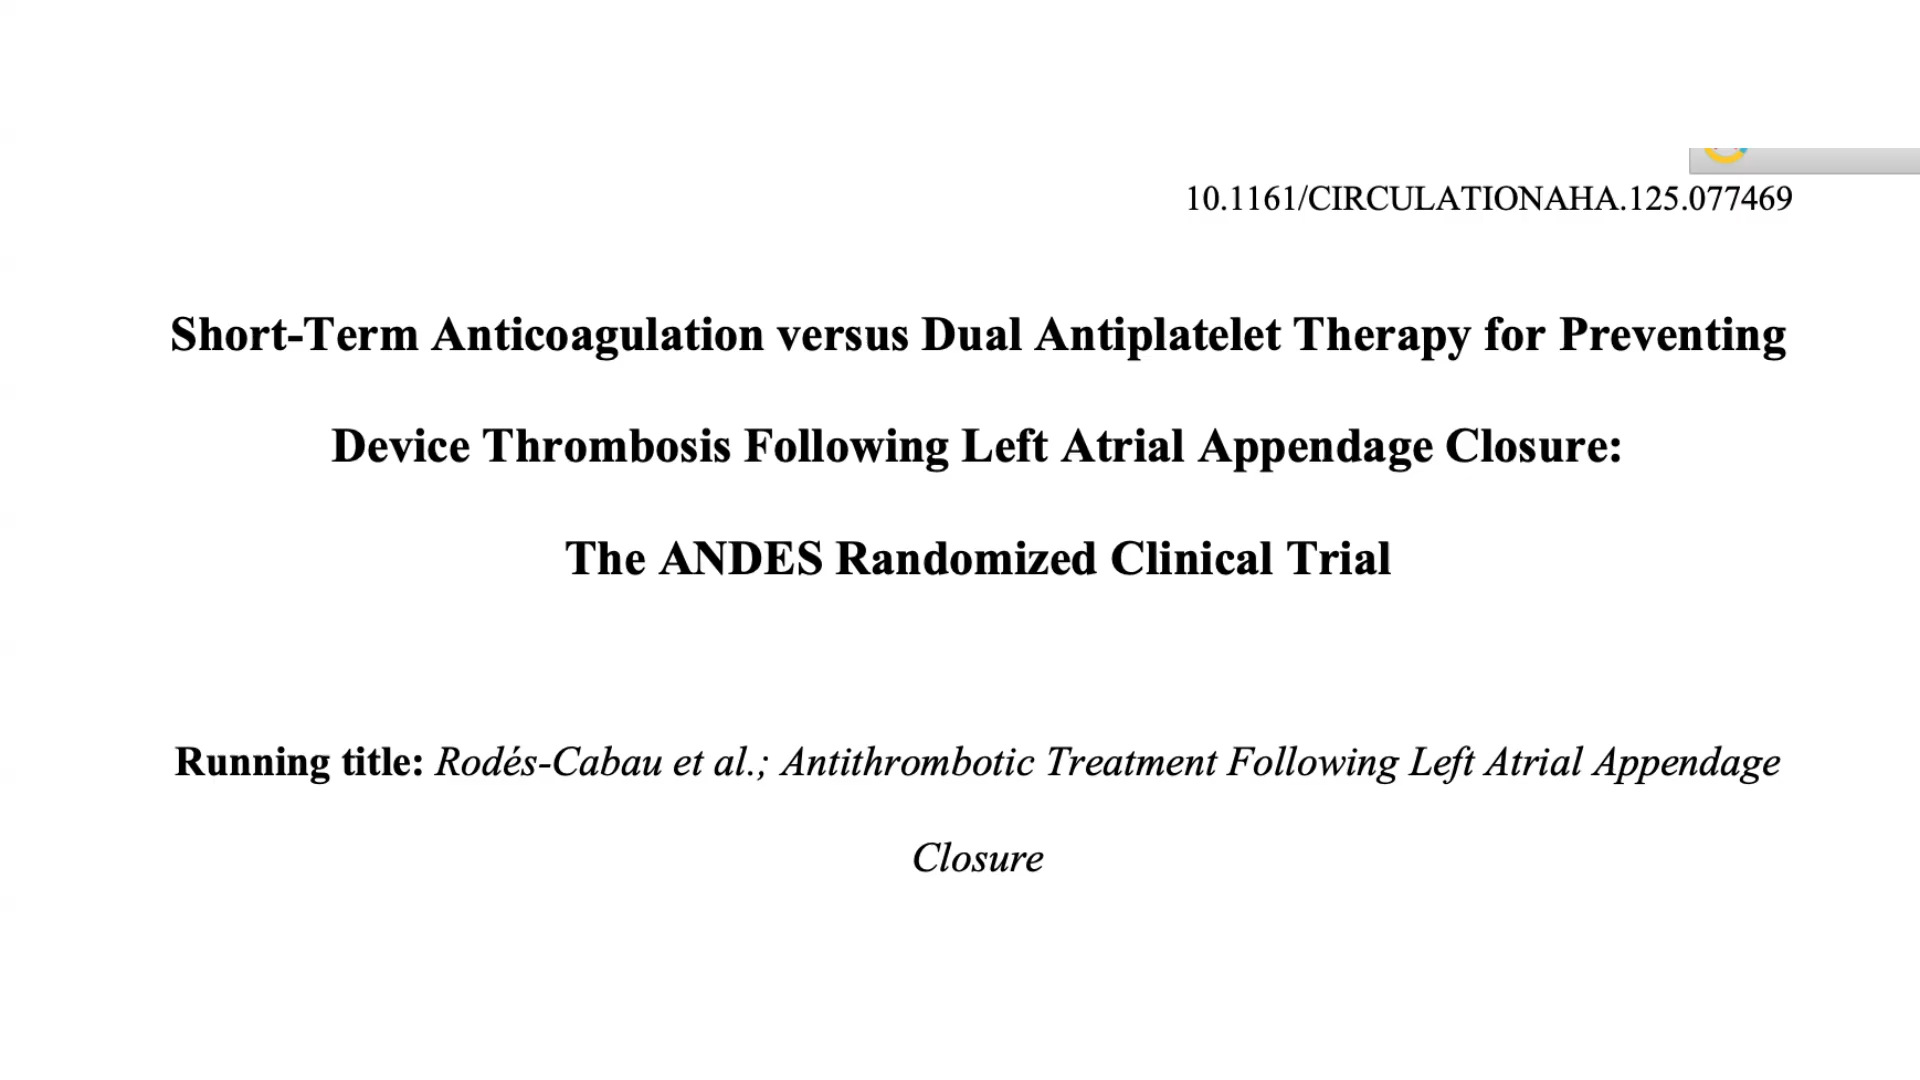 10.1161/CIRCULATIONAHA.125.077469
Short-Term Anticoagulation versus Dual Antiplatelet Therapy for Preventing
Device Thrombosis Following Left Atrial Appendage Closure:
The ANDES Randomized Clinical Trial
Running title: Rodés-Cabau et al.; Antithrombotic Treatment Following Left Atrial Appendage
Closure